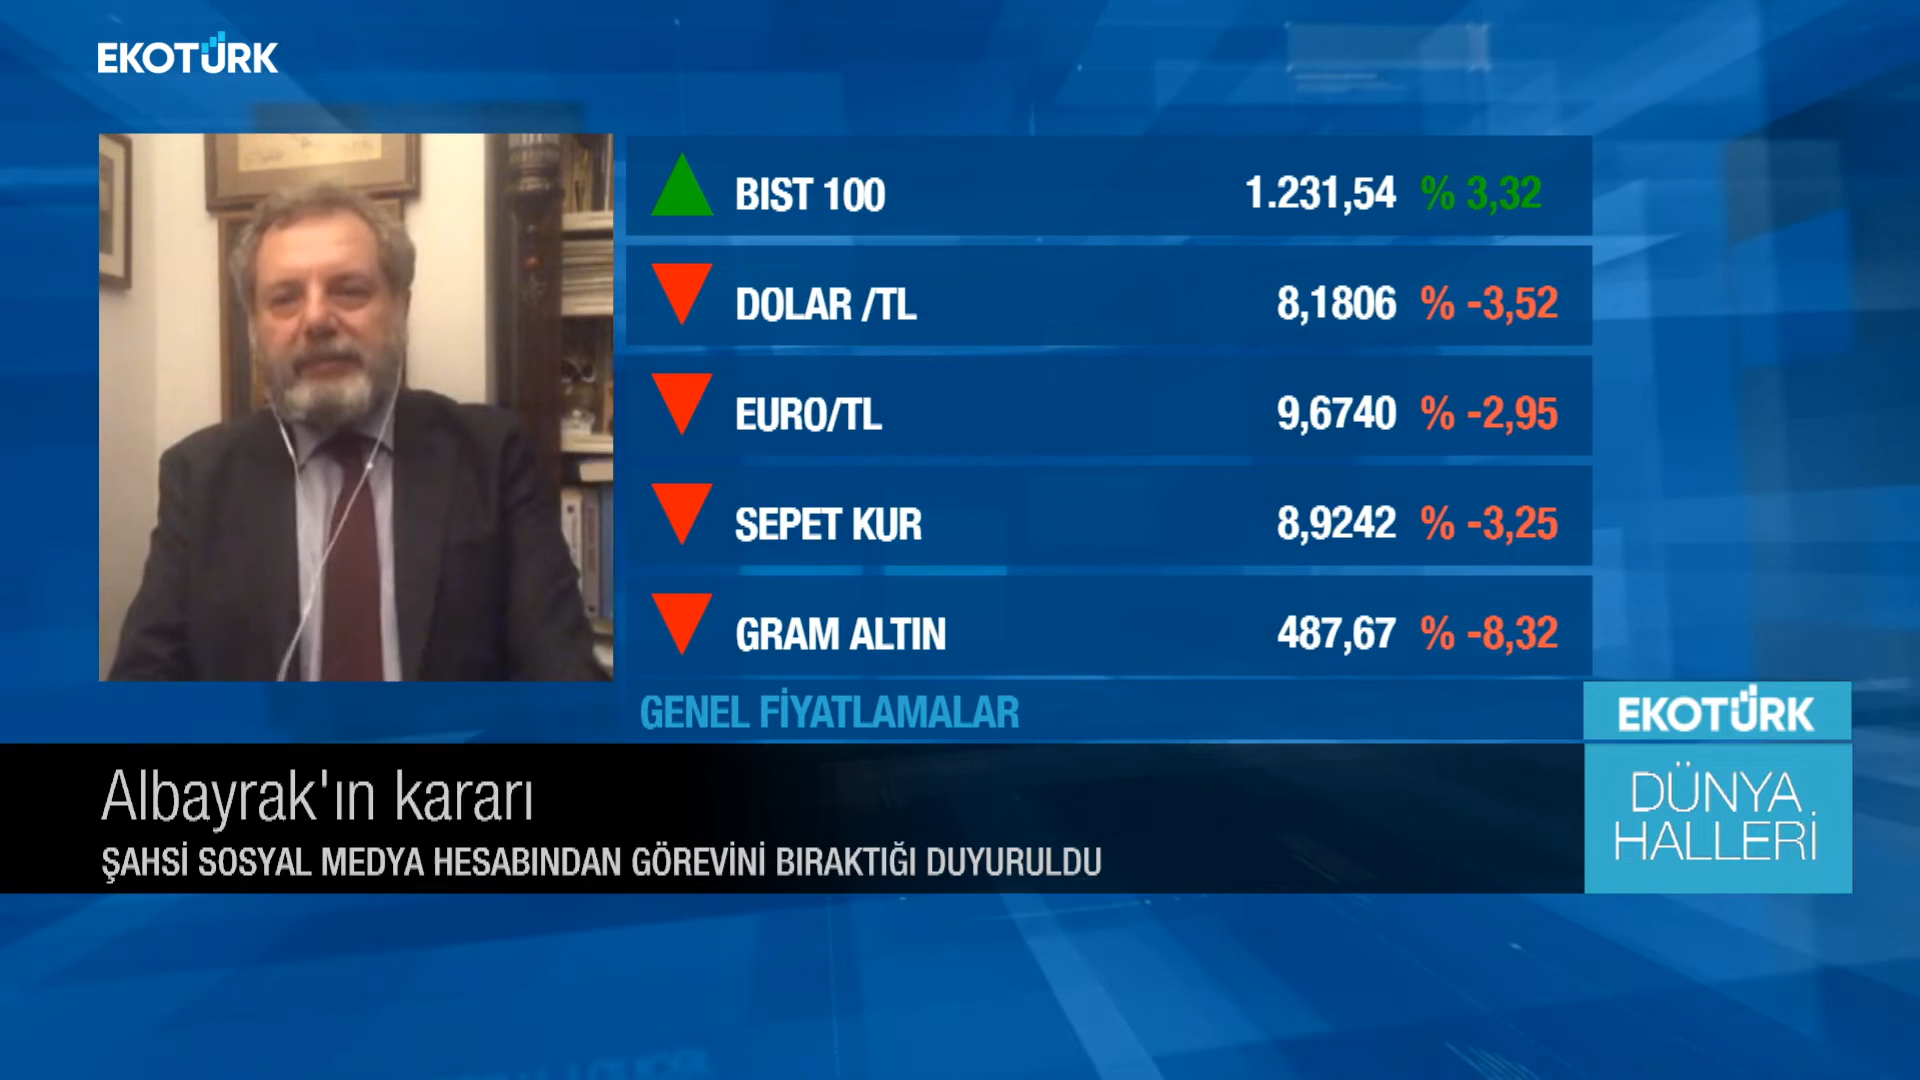 EKOTÜRK
BIST 100 1.231,54 % 3,32
DOLAR /TL 8,1806 % -3,52
EURO/TL 9,6740 % -2,95
SEPET KUR 8,9242 % -3,25
GRAM ALTIN 487,67 % -8,32
GENEL FİYATLAMALAR
EKOTÜRK
Albayrak'ın kararı
ŞAHSİ SOSYAL MEDYA HESABINDAN GÖREVİNİ BIRAKTIĞI DUYURULDU
DÜNYA
HALLERİ